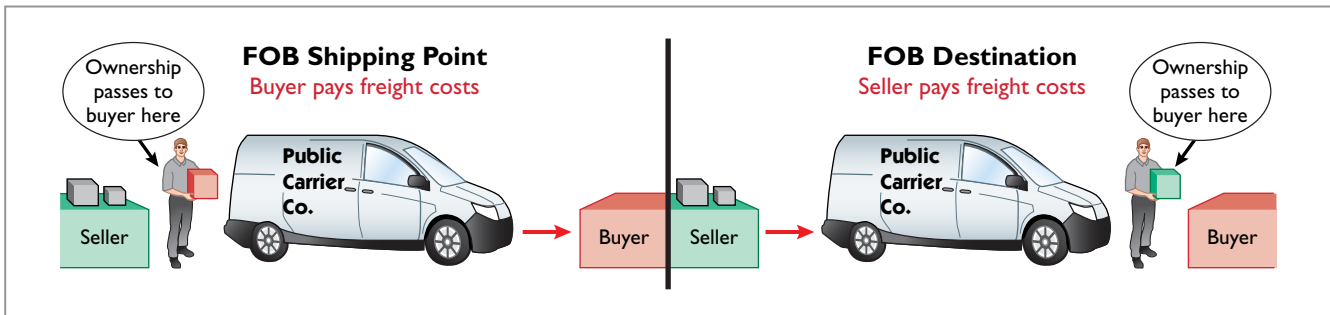 FOB Shipping Point
Buyer pays freight costs
Ownership
passes to
buyer here
Public
Carrier
Co.
Seller
Buyer
FOB Destination
Seller pays freight costs
Ownership
passes to
buyer here
Public
Carrier
Co.
Seller
Buyer